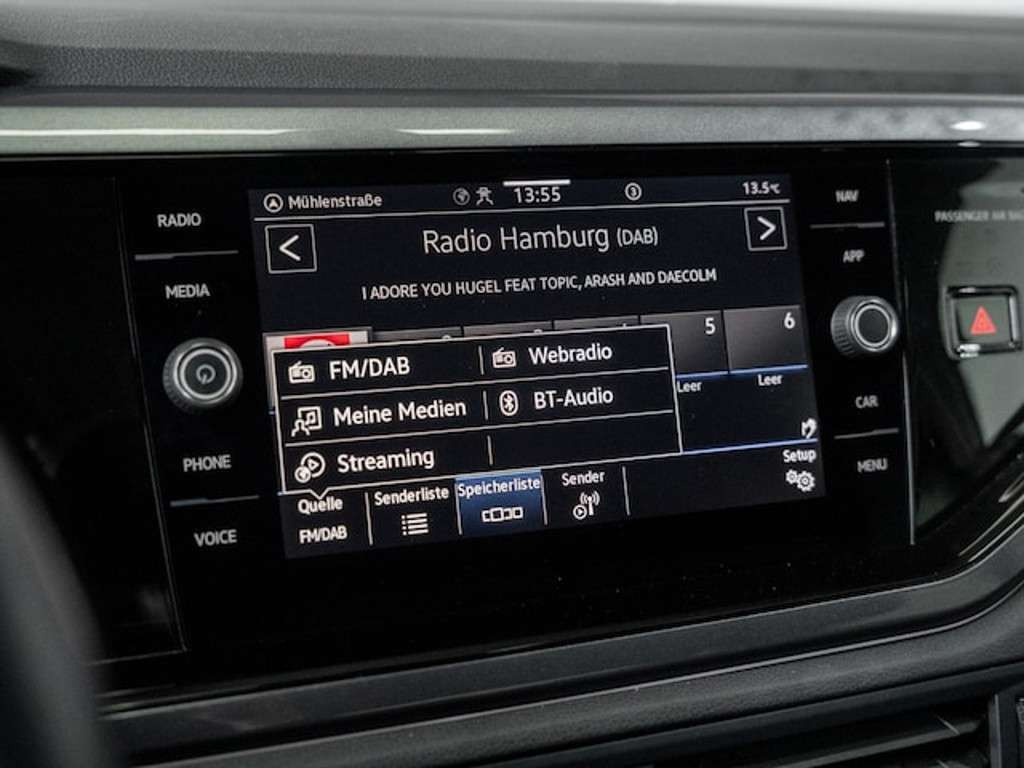 RADIO
MEDIA
PHONE
VOICE
Mühlenstraße 13:55 3 13.5°C
< Radio Hamburg (DAB) >
I ADORE YOU HUGEL FEAT TOPIC, ARASH AND DAECOLM
5 6
Leer Leer
FM/DAB Webradio
Meine Medien BT-Audio
Streaming
Setup
Quelle Senderliste Speicherliste Sender
FM/DAB
NAV
APP
CAR
MENU
PASSENGER AIR BAG